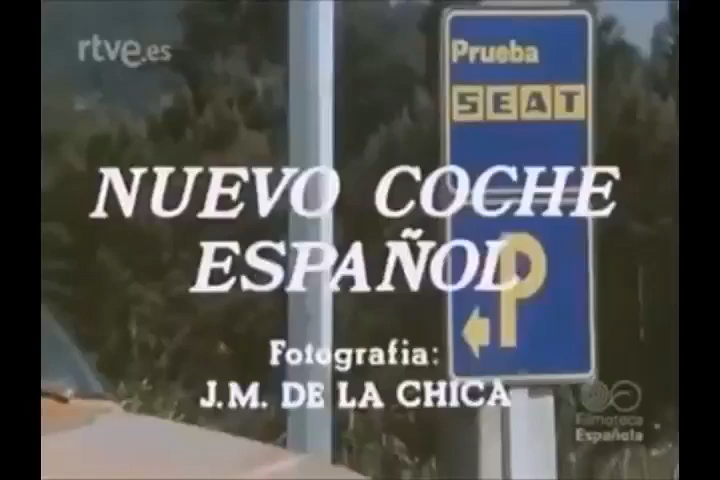 rtve.es
Prueba
SEAT
NUEVO COCHE
ESPAÑOL
P
Fotografia:
J.M. DE LA CHICA
Filmoteca
Española